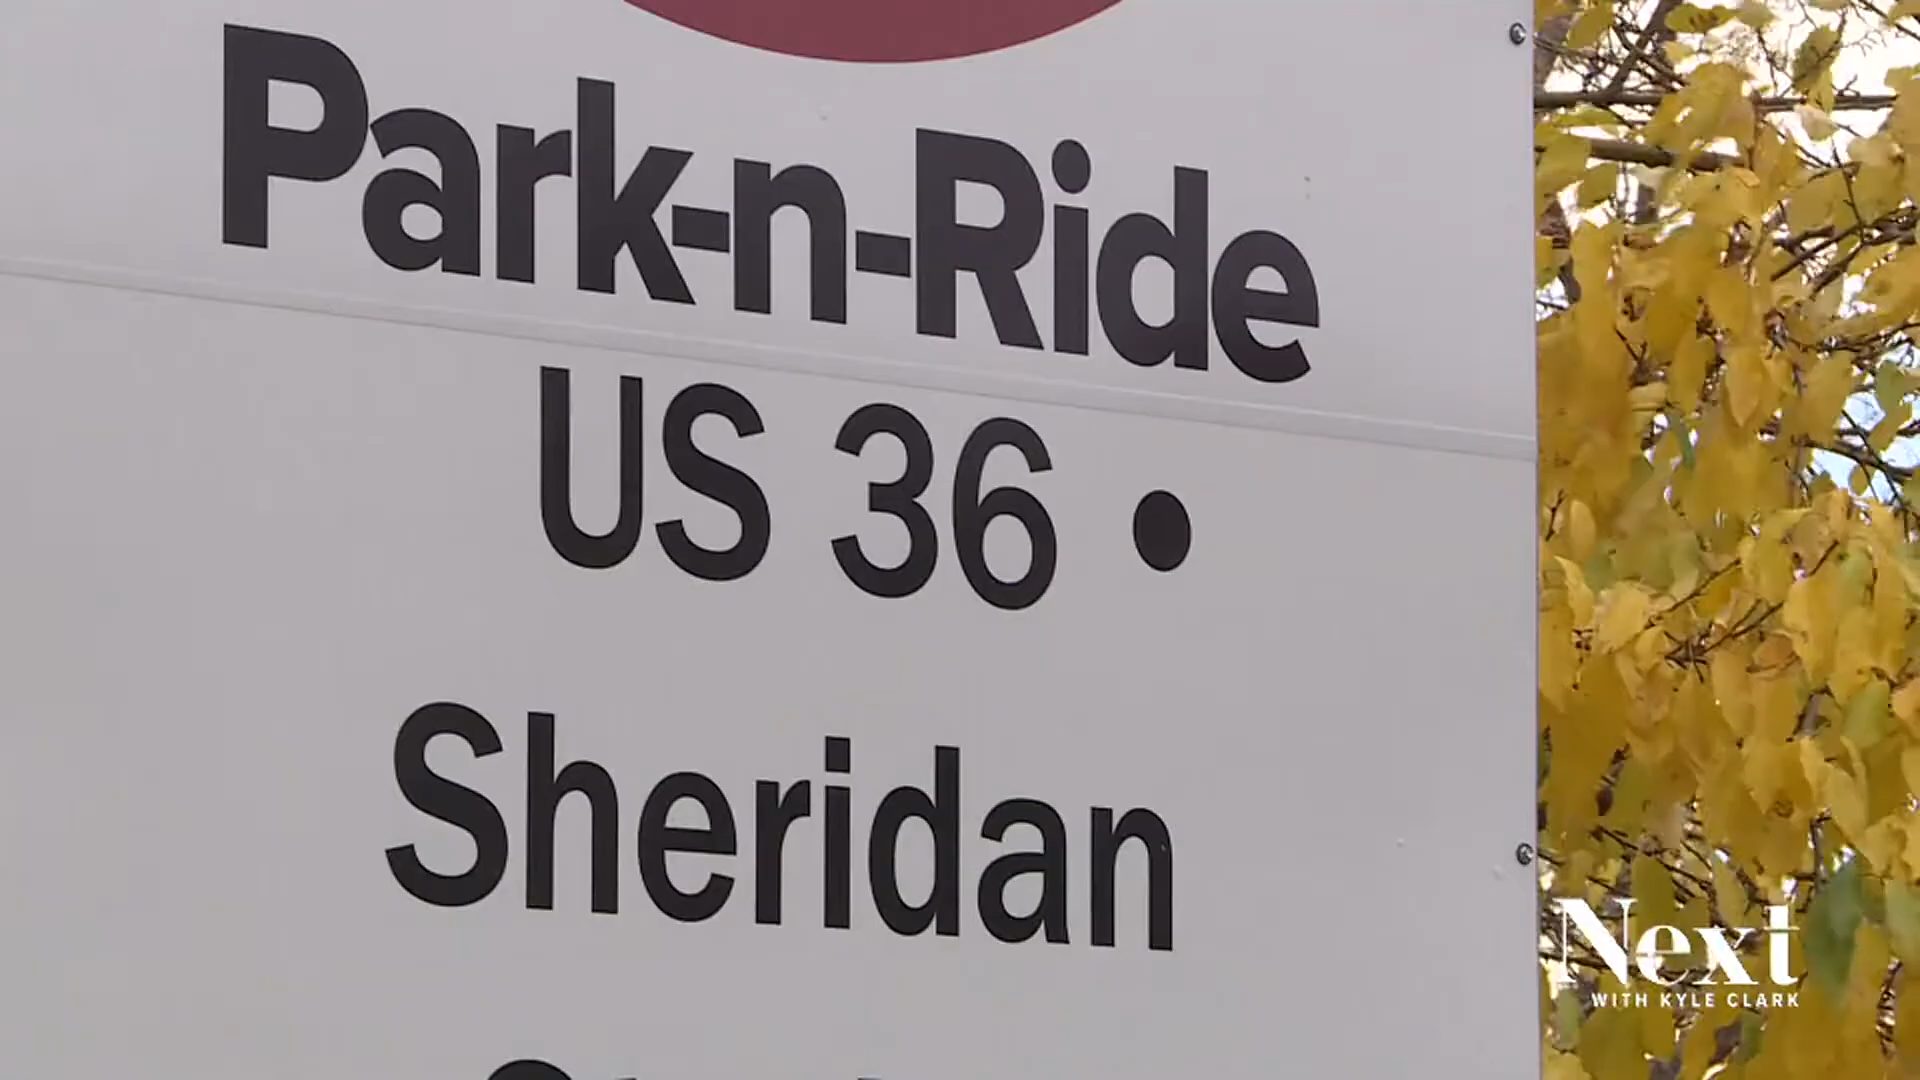 Park-n-Ride
US 36 •
Sheridan
Next
WITH KYLE CLARK